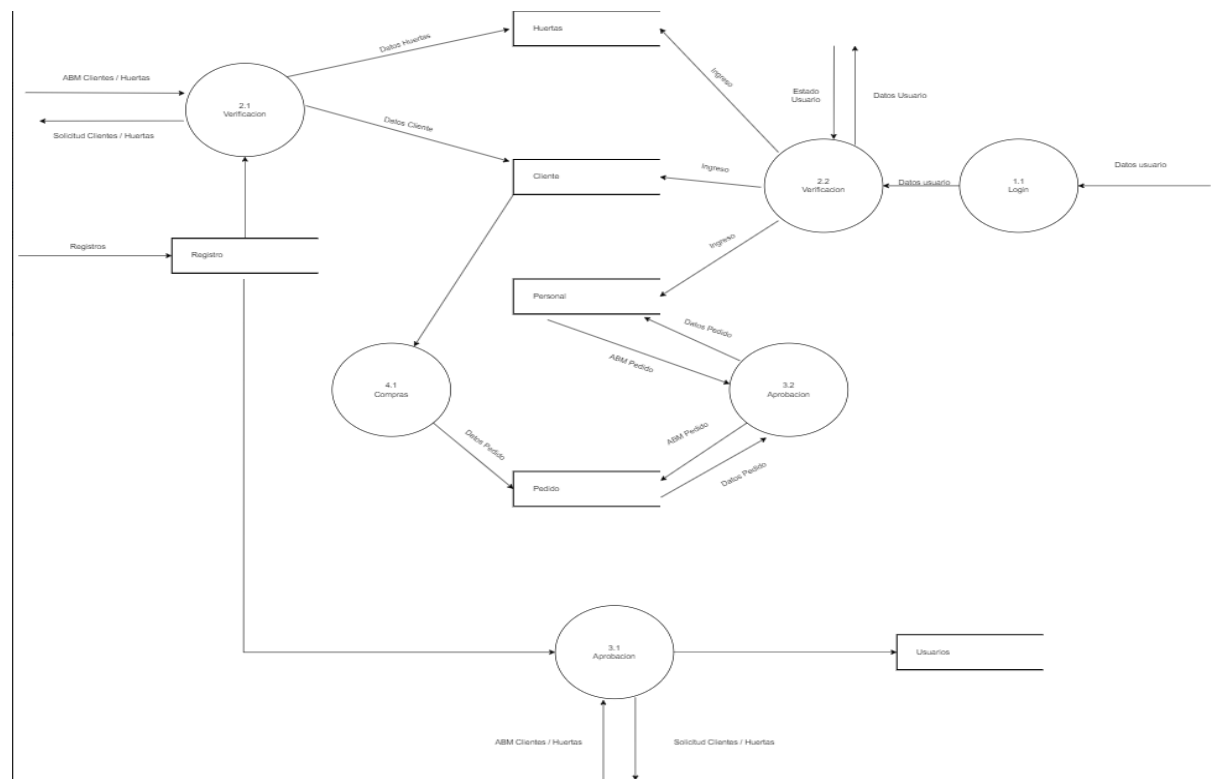 Huertas
Datos Huertas
ABM Clientes / Huertas
2.1
Verificacion
Solicitud Clientes / Huertas
Datos Cliente
Ingreso
Estado
Usuario
Datos Usuario
Cliente
Ingreso
2.2
Verificacion
Datos usuario
1.1
Login
Datos usuario
Registros
Registro
Ingreso
Personal
Datos Pedido
ABM Pedido
4.1
Compras
3.2
Aprobacion
Datos Pedido
ABM Pedido
Pedido
Datos Pedido
3.1
Aprobacion
Usuarios
ABM Clientes / Huertas
Solicitud Clientes / Huertas